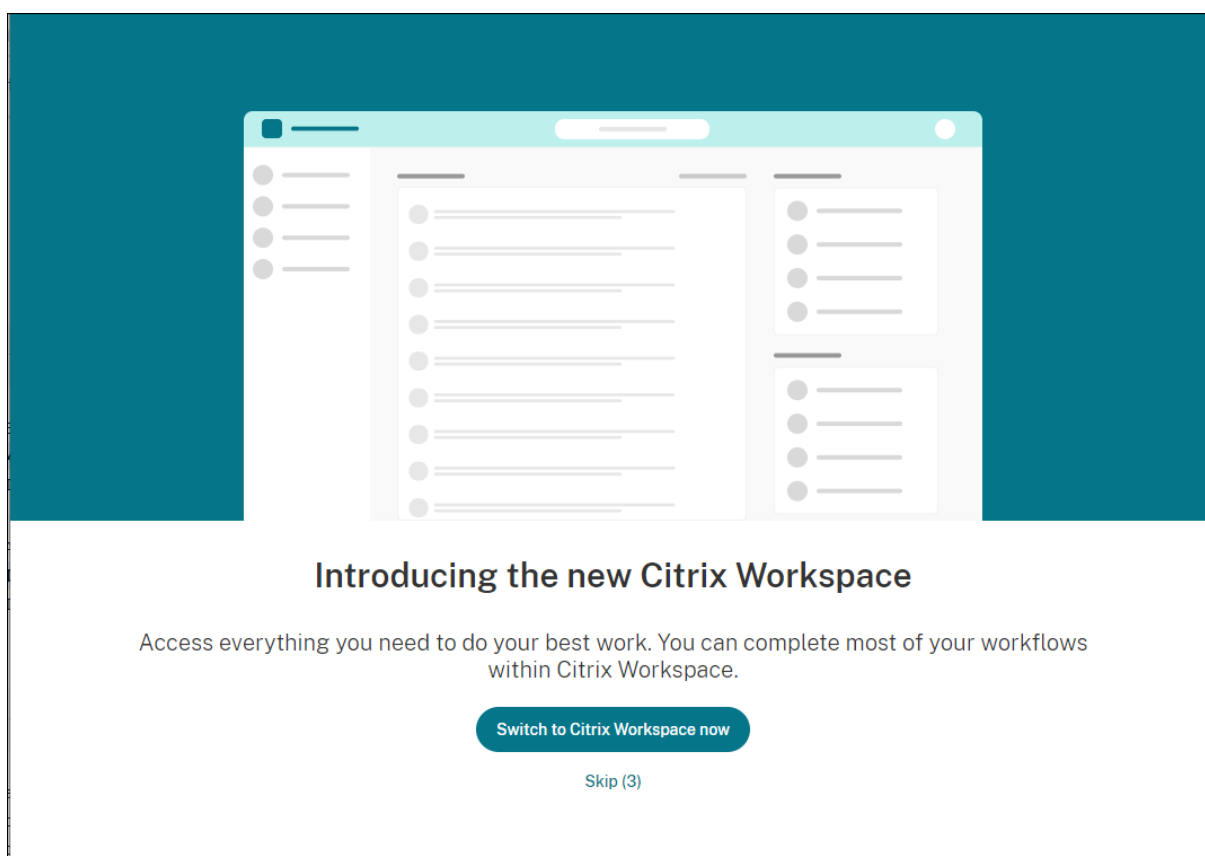 Introducing the new Citrix Workspace
Access everything you need to do your best work. You can complete most of your workflows
within Citrix Workspace.
Switch to Citrix Workspace now
Skip (3)